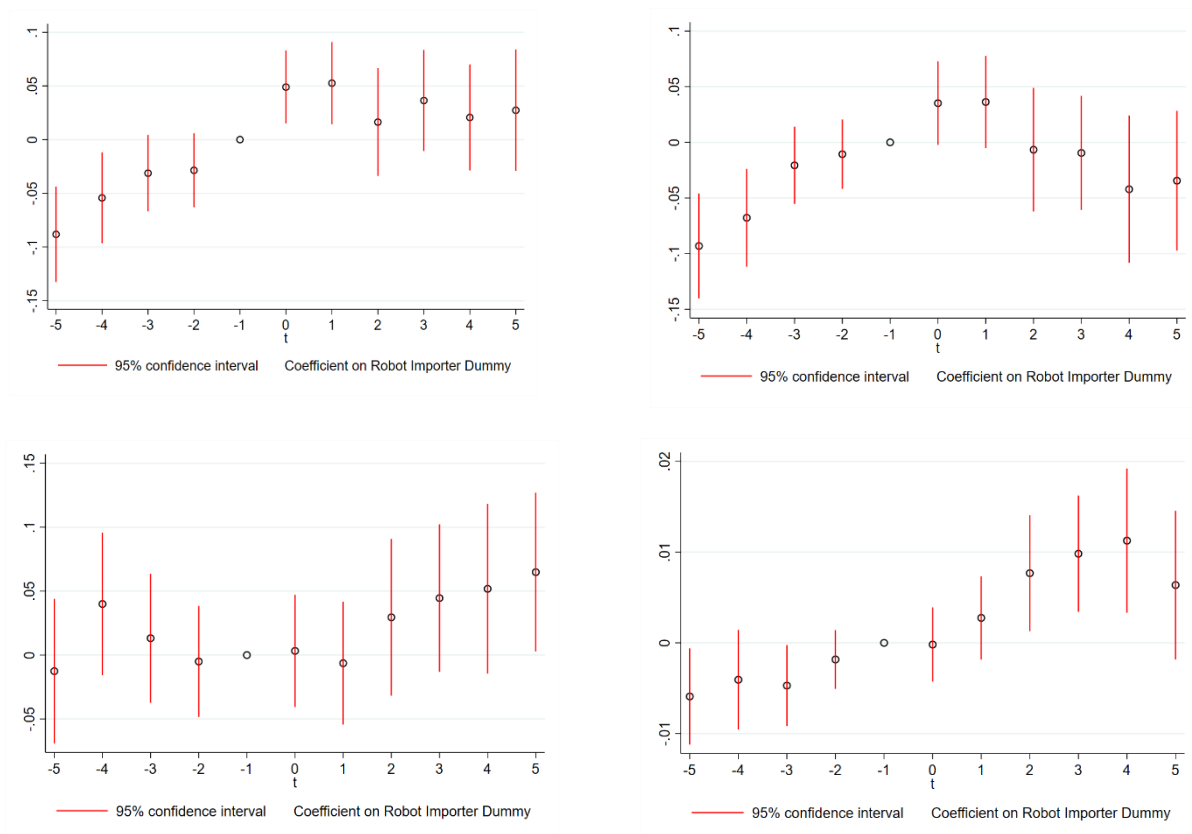 .1
.05
0
-.05
-.1
-.15
-5 -4 -3 -2 -1 0 1 2 3 4 5
t
95% confidence interval Coefficient on Robot Importer Dummy
.1
.05
0
-.05
-.1
-.15
-5 -4 -3 -2 -1 0 1 2 3 4 5
t
95% confidence interval Coefficient on Robot Importer Dummy
.15
.1
.05
0
-.05
-5 -4 -3 -2 -1 0 1 2 3 4 5
t
95% confidence interval Coefficient on Robot Importer Dummy
.02
.01
0
-.01
-5 -4 -3 -2 -1 0 1 2 3 4 5
t
95% confidence interval Coefficient on Robot Importer Dummy